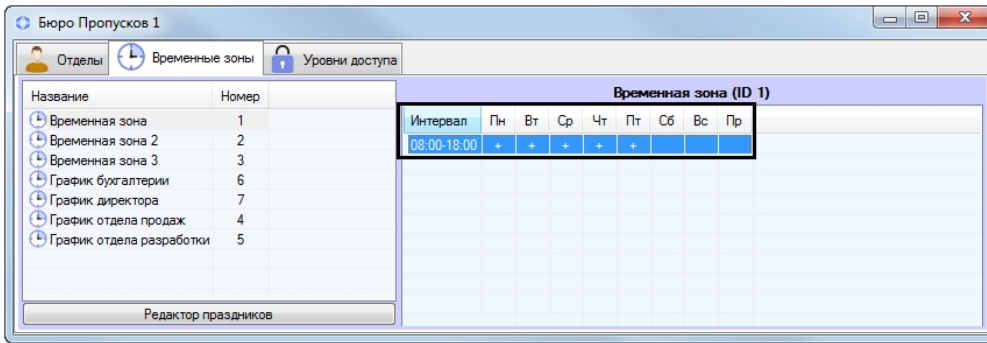 Бюро Пропусков 1
Отделы Временные зоны Уровни доступа
Название Номер Временная зона (ID 1)
Временная зона 1 Интервал Пн Вт Ср Чт Пт Сб Вс Пр
Временная зона 2 2 08:00-18:00 + + + + +
Временная зона 3 3
График бухгалтерии 6
График директора 7
График отдела продаж 4
График отдела разработки 5
Редактор праздников